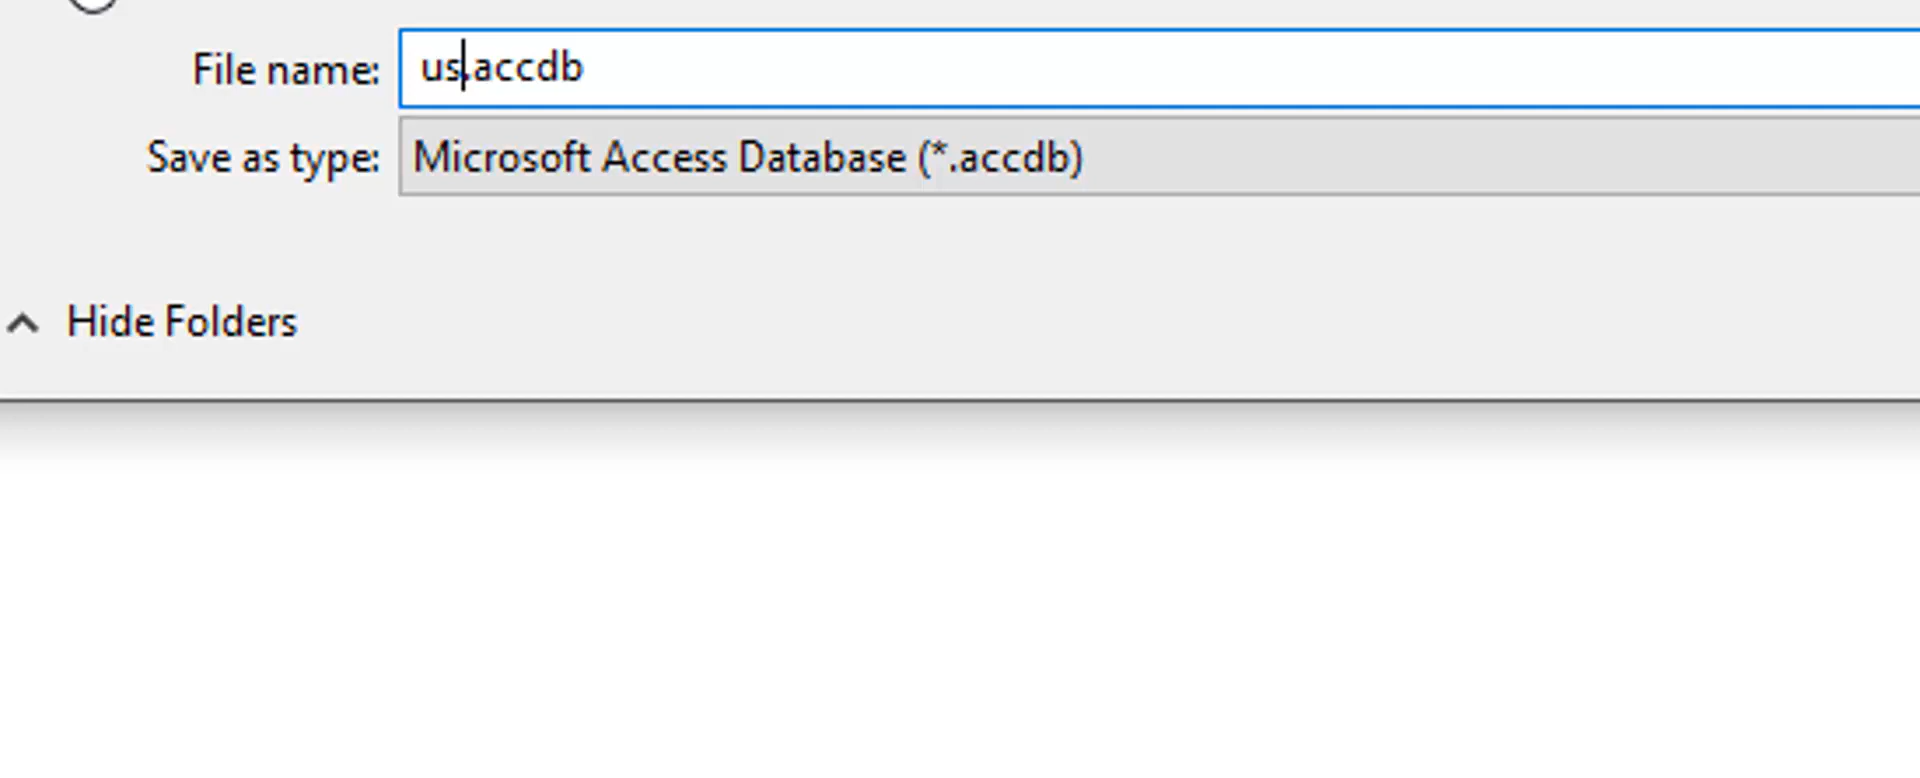 File name: us.accdb
Save as type: Microsoft Access Database (*.accdb)
Hide Folders